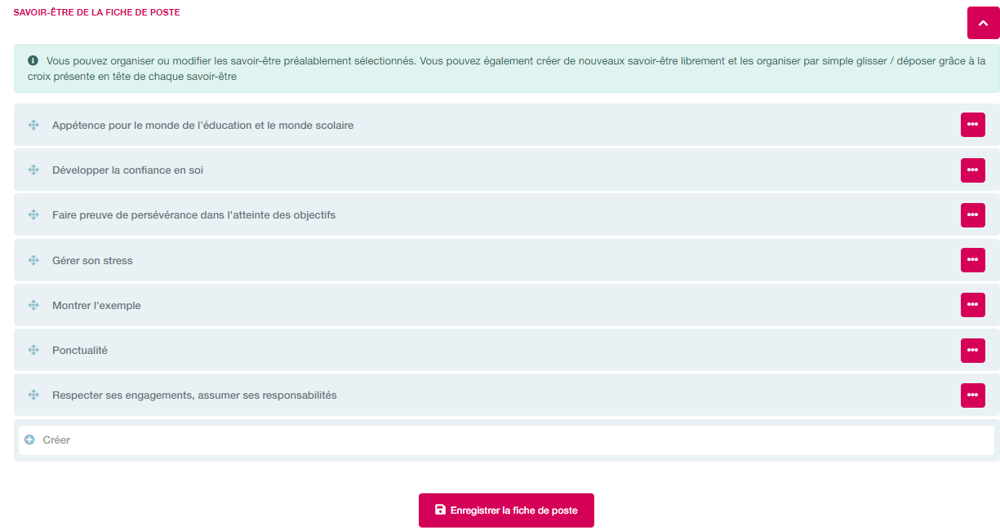 SAVOIR-ÊTRE DE LA FICHE DE POSTE
Vous pouvez organiser ou modifier les savoir-être préalablement sélectionnés. Vous pouvez également créer de nouveaux savoir-être librement et les organiser par simple glisser / déposer grâce à la
croix présente en tête de chaque savoir-être
Appétence pour le monde de l'éducation et le monde scolaire
Développer la confiance en soi
Faire preuve de persévérance dans l'atteinte des objectifs
Gérer son stress
Montrer l'exemple
Ponctualité
Respecter ses engagements, assumer ses responsabilités
Créer
Enregistrer la fiche de poste